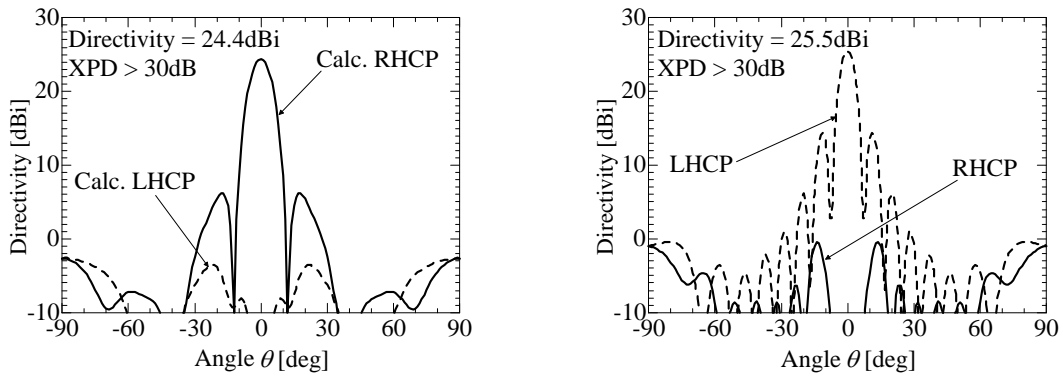 Directivity = 24.4dBi
XPD > 30dB
Calc. RHCP
Calc. LHCP
30
20
10
0
-10
Directivity [dBi]
-90
-60
-30
0
30
60
90
Angle θ [deg]
Directivity = 25.5dBi
XPD > 30dB
LHCP
RHCP
30
20
10
0
-10
Directivity [dBi]
-90
-60
-30
0
30
60
90
Angle θ [deg]